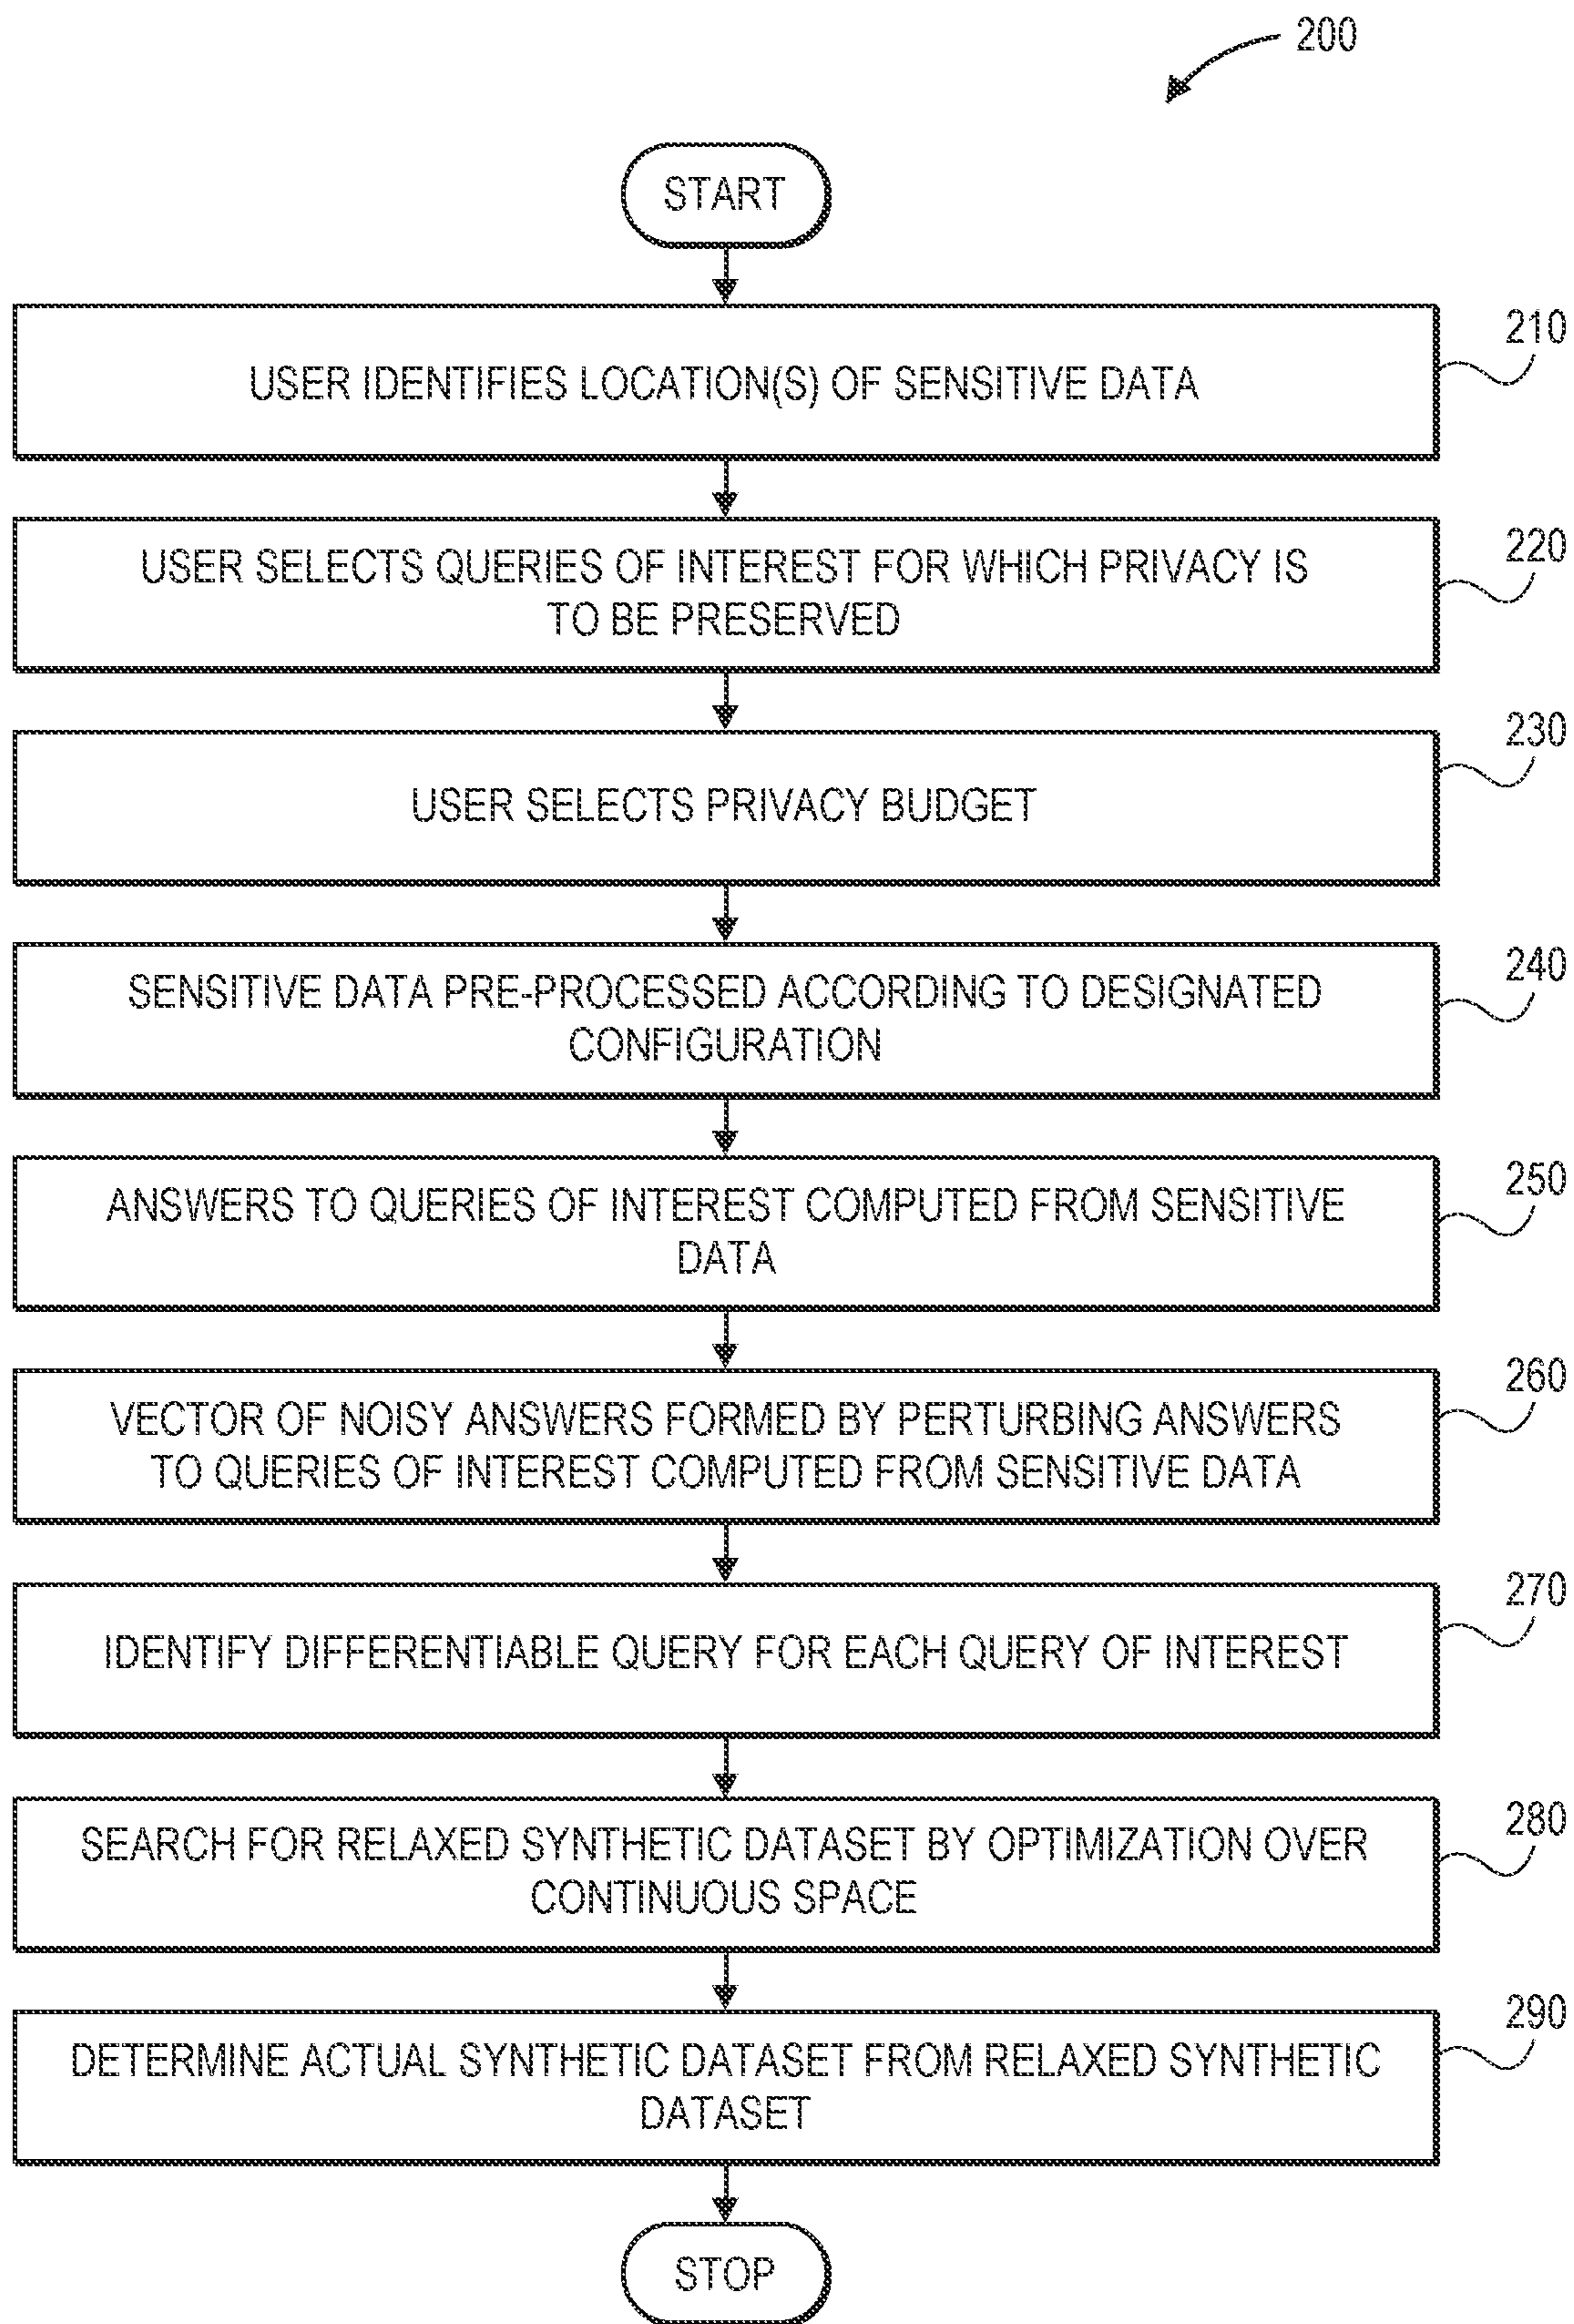 200
START
210
USER IDENTIFIES LOCATION(S) OF SENSITIVE DATA
220
USER SELECTS QUERIES OF INTEREST FOR WHICH PRIVACY IS
TO BE PRESERVED
230
USER SELECTS PRIVACY BUDGET
240
SENSITIVE DATA PRE-PROCESSED ACCORDING TO DESIGNATED
CONFIGURATION
250
ANSWERS TO QUERIES OF INTEREST COMPUTED FROM SENSITIVE
DATA
260
VECTOR OF NOISY ANSWERS FORMED BY PERTURBING ANSWERS
TO QUERIES OF INTEREST COMPUTED FROM SENSITIVE DATA
270
IDENTIFY DIFFERENTIABLE QUERY FOR EACH QUERY OF INTEREST
280
SEARCH FOR RELAXED SYNTHETIC DATASET BY OPTIMIZATION OVER
CONTINUOUS SPACE
290
DETERMINE ACTUAL SYNTHETIC DATASET FROM RELAXED SYNTHETIC
DATASET
STOP